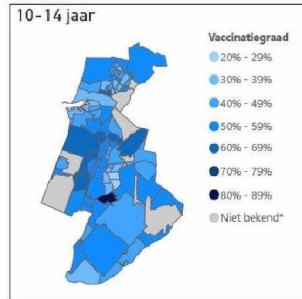 10-14 jaar
Vaccinatiegraad
20% - 29%
30% - 39%
40% - 49%
50% - 59%
60% - 69%
70% - 79%
80% - 89%
Niet bekend*